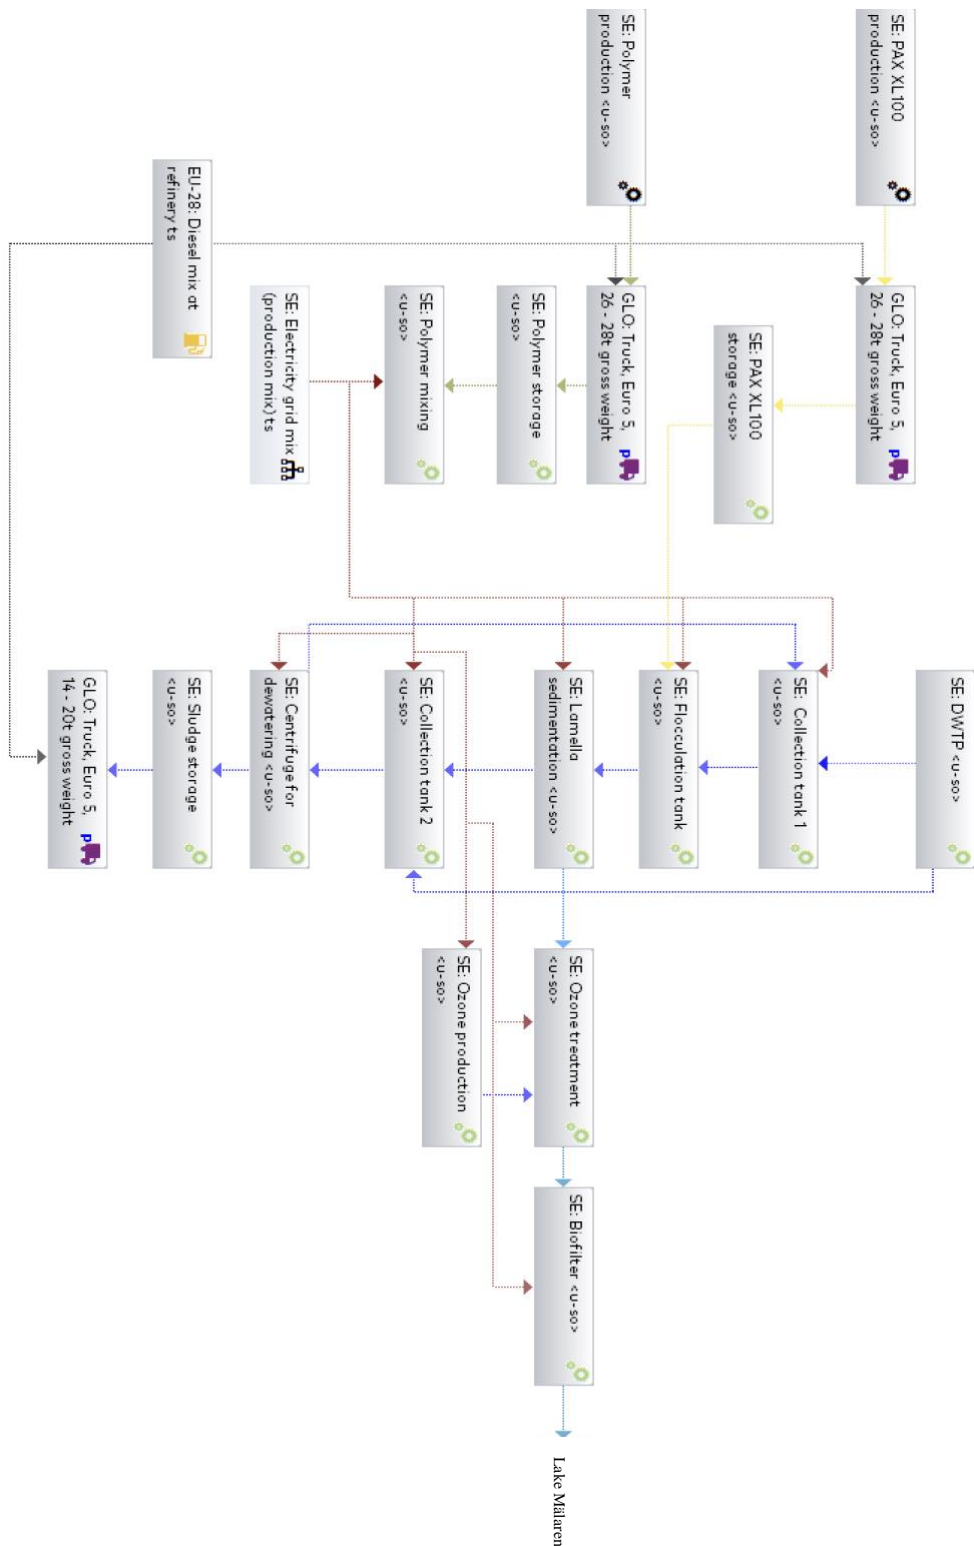 SE: DWTP <u-so>
SE: PAX XL100
production <u-so>
GLO: Truck, Euro 5,
26 - 28t gross weight
p
SE: Collection tank 1
<u-so>
SE: PAX XL100
storage <u-so>
SE: Flocculation tank
<u-so>
SE: Polymer
production <u-so>
GLO: Truck, Euro 5,
26 - 28t gross weight
p
SE: Lamella
sedimentation <u-so>
SE: Ozone treatment
<u-so>
SE: Biofilter <u-so>
Lake Mälaren
SE: Polymer storage
<u-so>
SE: Ozone production
<u-so>
SE: Polymer mixing
<u-so>
SE: Collection tank 2
<u-so>
SE: Electricity grid mix
(production mix) ts
SE: Centrifuge for
dewatering <u-so>
EU-28: Diesel mix at
refinery ts
SE: Sludge storage
<u-so>
GLO: Truck, Euro 5,
14 - 20t gross weight
p